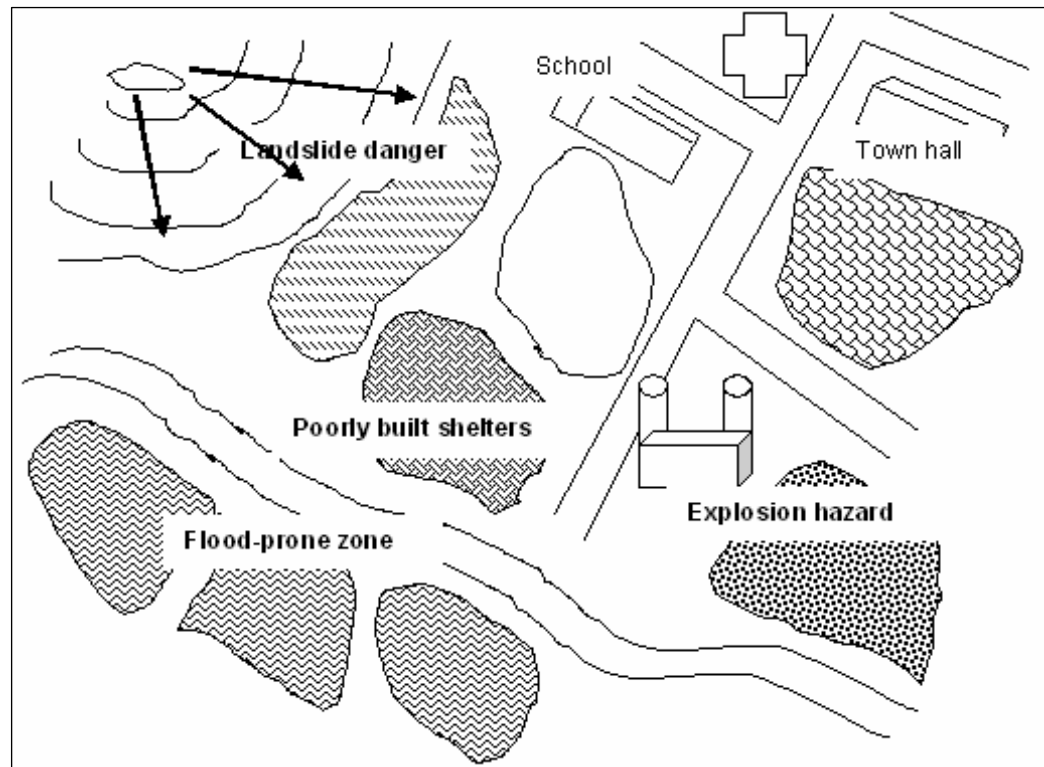 School
Landslide danger
Town hall
Poorly built shelters
Explosion hazard
Flood-prone zone